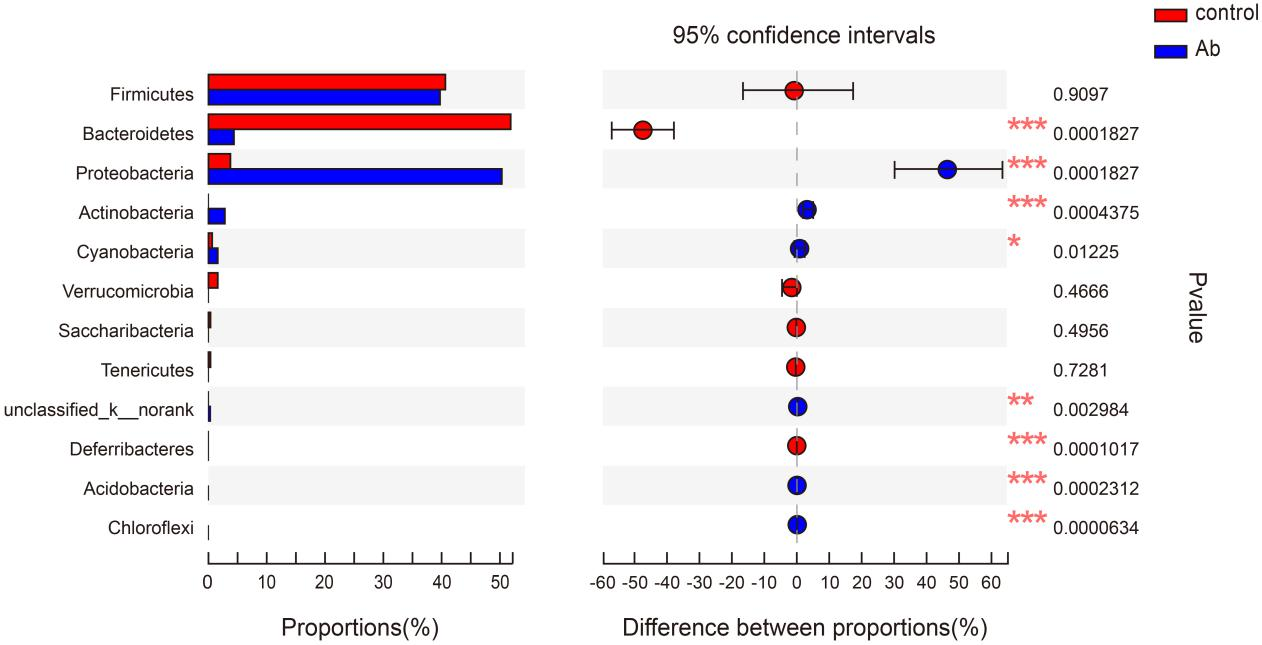 control
Ab
95% confidence intervals
Firmicutes 0.9097
Bacteroidetes *** 0.0001827
Proteobacteria *** 0.0001827
Actinobacteria *** 0.0004375
Cyanobacteria * 0.01225
Verrucomicrobia 0.4666
Saccharibacteria 0.4956
Tenericutes 0.7281
unclassified_k__norank ** 0.002984
Deferribacteres *** 0.0001017
Acidobacteria *** 0.0002312
Chloroflexi *** 0.0000634
Pvalue
0 10 20 30 40 50 -60 -50 -40 -30 -20 -10 0 10 20 30 40 50 60
Proportions(%) Difference between proportions(%)